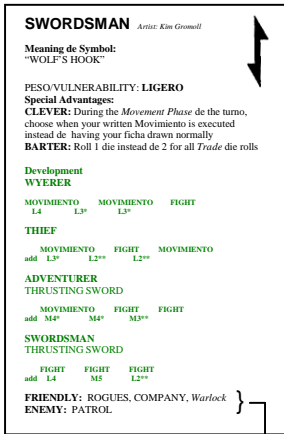 SWORDSMAN Artist: Kim Gromoll
Meaning de Symbol:
“WOLF’S HOOK”
PESO/VULNERABILITY: LIGERO
Special Advantages:
CLEVER: During the Movement Phase de the turno,
choose when your written Movimiento is executed
instead de  having your ficha drawn normally
BARTER: Roll 1 die instead de 2 for all Trade die rolls
Development
WYERER
MOVIMIENTO MOVIMIENTO FIGHT
L4 L3* L3*
THIEF
MOVIMIENTO FIGHT MOVIMIENTO
add L3* L2** L2**
ADVENTURER
THRUSTING SWORD
MOVIMIENTO FIGHT FIGHT
add M4* M4* M3**
SWORDSMAN
THRUSTING SWORD
FIGHT FIGHT FIGHT
add L4 M5 L2**
FRIENDLY: ROGUES, COMPANY, Warlock }
ENEMY: PATROL